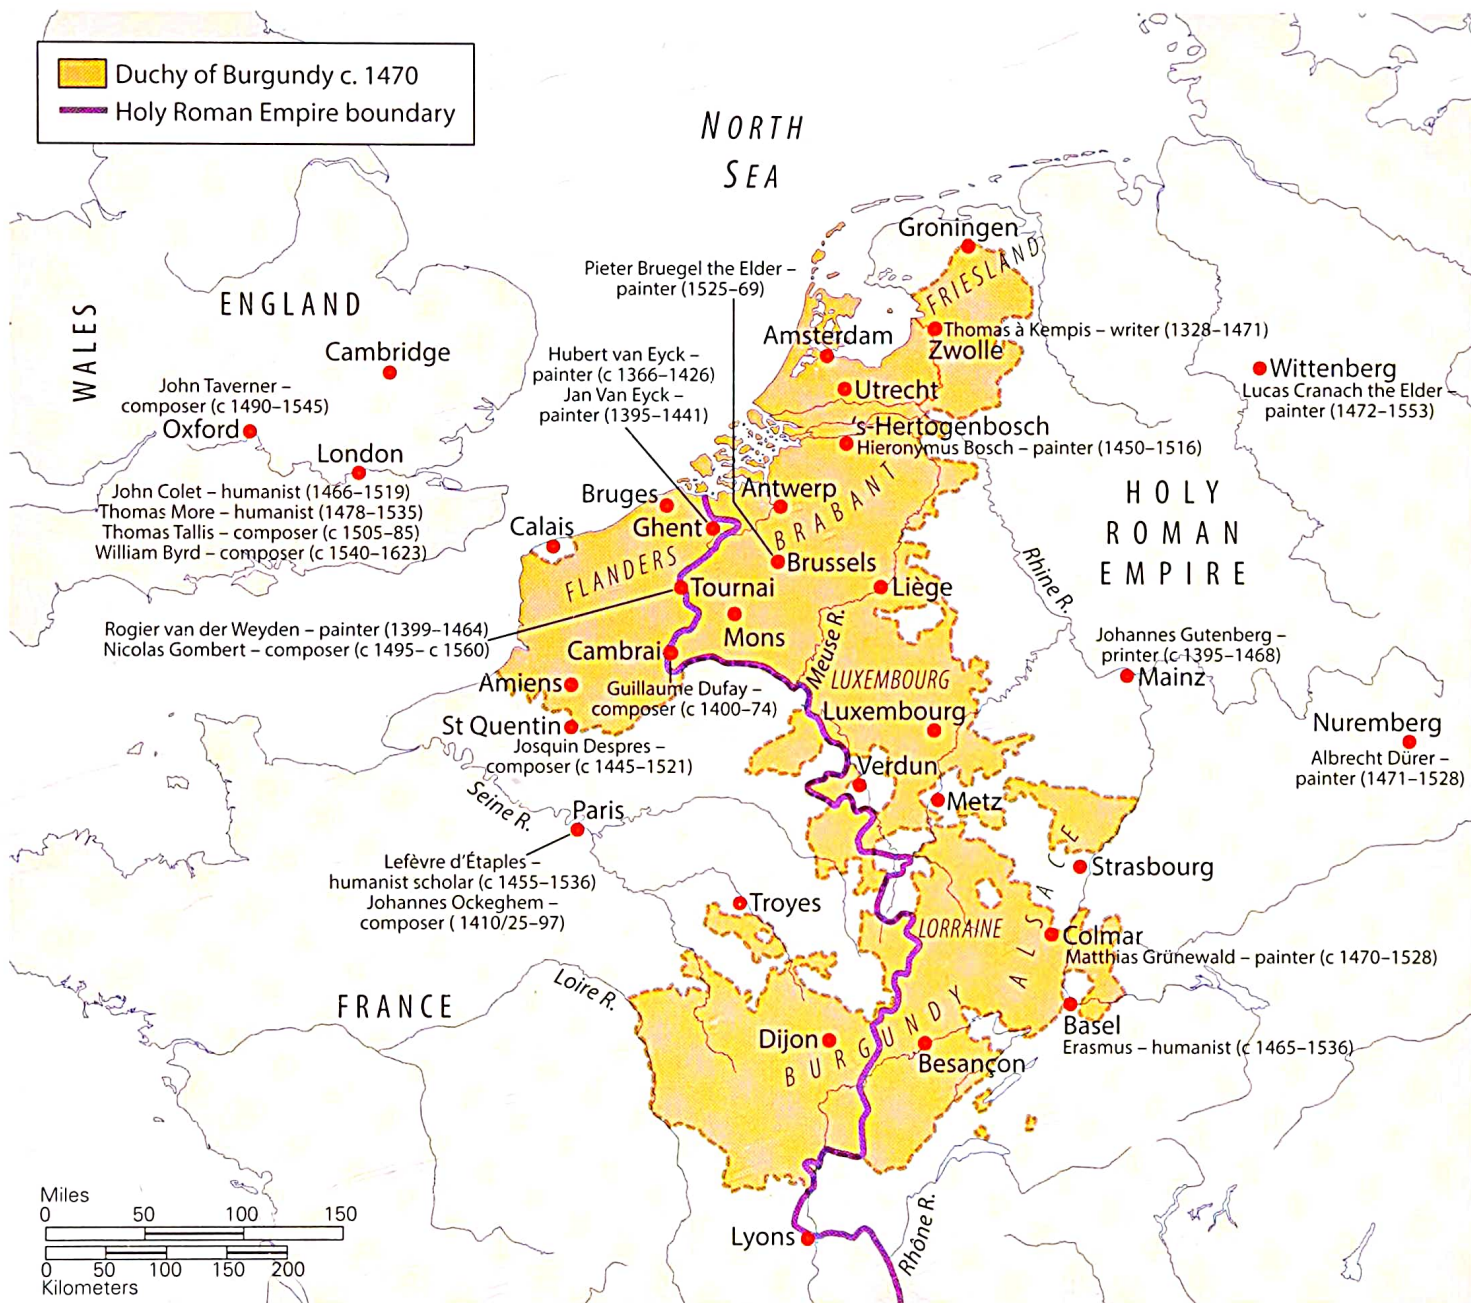 Duchy of Burgundy c. 1470
Holy Roman Empire boundary
NORTH
SEA
Groningen
FRIESLAND
Pieter Bruegel the Elder –
painter (1525–69)
ENGLAND
WALES
Amsterdam
Thomas à Kempis – writer (1328–1471)
Zwolle
Cambridge
Hubert van Eyck –
painter (c 1366–1426)
Jan Van Eyck –
painter (1395–1441)
Wittenberg
Lucas Cranach the Elder –
painter (1472–1553)
John Taverner –
composer (c 1490–1545)
Oxford
Utrecht
's-Hertogenbosch
Hieronymus Bosch – painter (1450–1516)
London
John Colet – humanist (1466–1519)
Thomas More – humanist (1478–1535)
Thomas Tallis – composer (c 1505–85)
William Byrd – composer (c 1540–1623)
Bruges
Antwerp
BRABANT
HOLY
ROMAN
EMPIRE
Calais
Ghent
FLANDERS
Brussels
Rhine R.
Tournai
Liège
Mons
Meuse R.
Rogier van der Weyden – painter (1399–1464)
Nicolas Gombert – composer (c 1495– c 1560)
Johannes Gutenberg –
printer (c 1395–1468)
Mainz
Cambrai
Amiens
Guillaume Dufay –
composer (c 1400–74)
LUXEMBOURG
Luxembourg
St Quentin
Josquin Despres –
composer (c 1445–1521)
Nuremberg
Albrecht Dürer –
painter (1471–1528)
Verdun
Metz
Seine R.
Paris
Lefèvre d'Étaples –
humanist scholar (c 1455–1536)
Johannes Ockeghem –
composer ( 1410/25–97)
Strasbourg
ALSACE
Troyes
LORRAINE
Colmar
Matthias Grünewald – painter (c 1470–1528)
Loire R.
FRANCE
Basel
Erasmus – humanist (c 1465–1536)
Dijon
BURGUNDY
Besançon
Lyons
Rhône R.
Miles
0 50 100 150
0 50 100 150 200
Kilometers